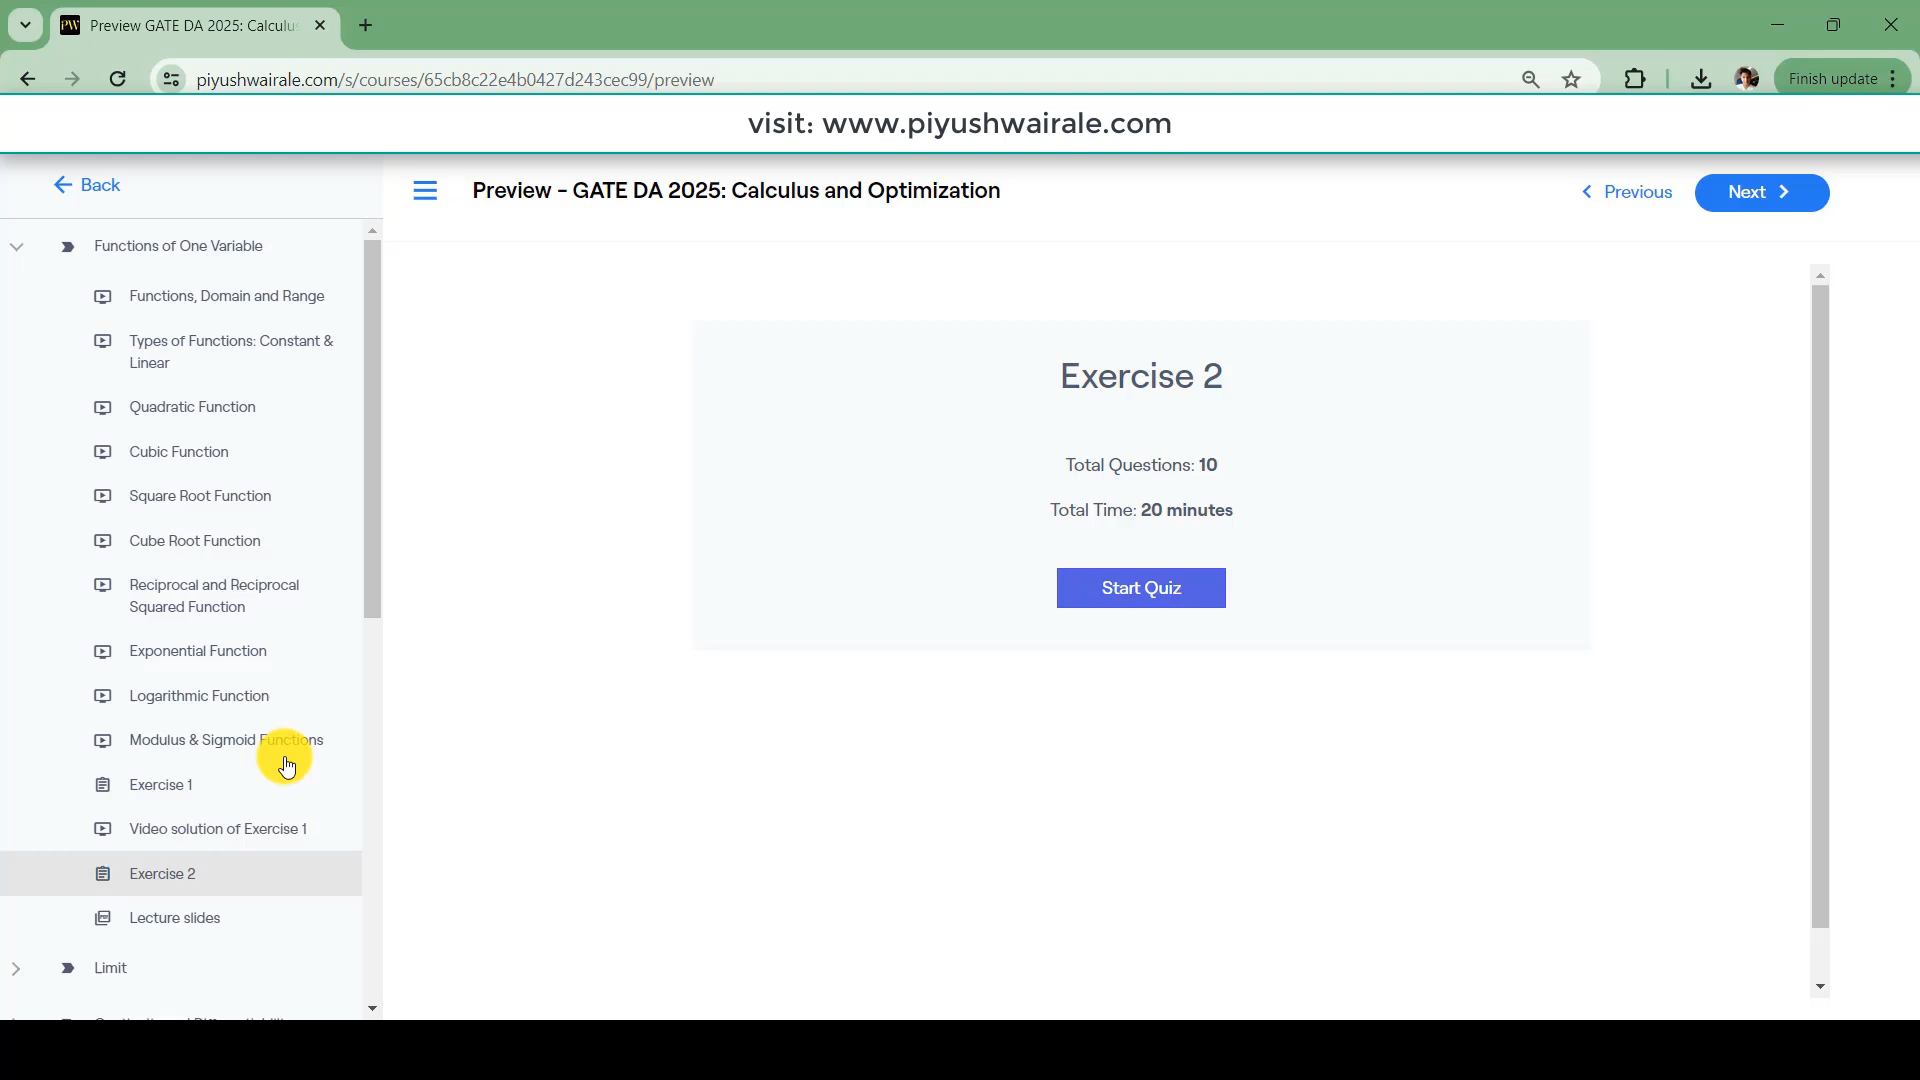 Preview GATE DA 2025: Calculus
piyushwairale.com/s/courses/65cb8c22e4b0427d243cec99/preview
Finish update
visit: www.piyushwairale.com
Back
Preview - GATE DA 2025: Calculus and Optimization
Previous
Next
Functions of One Variable
Functions, Domain and Range
Types of Functions: Constant &
Linear
Quadratic Function
Cubic Function
Square Root Function
Cube Root Function
Reciprocal and Reciprocal
Squared Function
Exponential Function
Logarithmic Function
Modulus & Sigmoid Functions
Exercise 1
Video solution of Exercise 1
Exercise 2
Lecture slides
Limit
Exercise 2
Total Questions: 10
Total Time: 20 minutes
Start Quiz